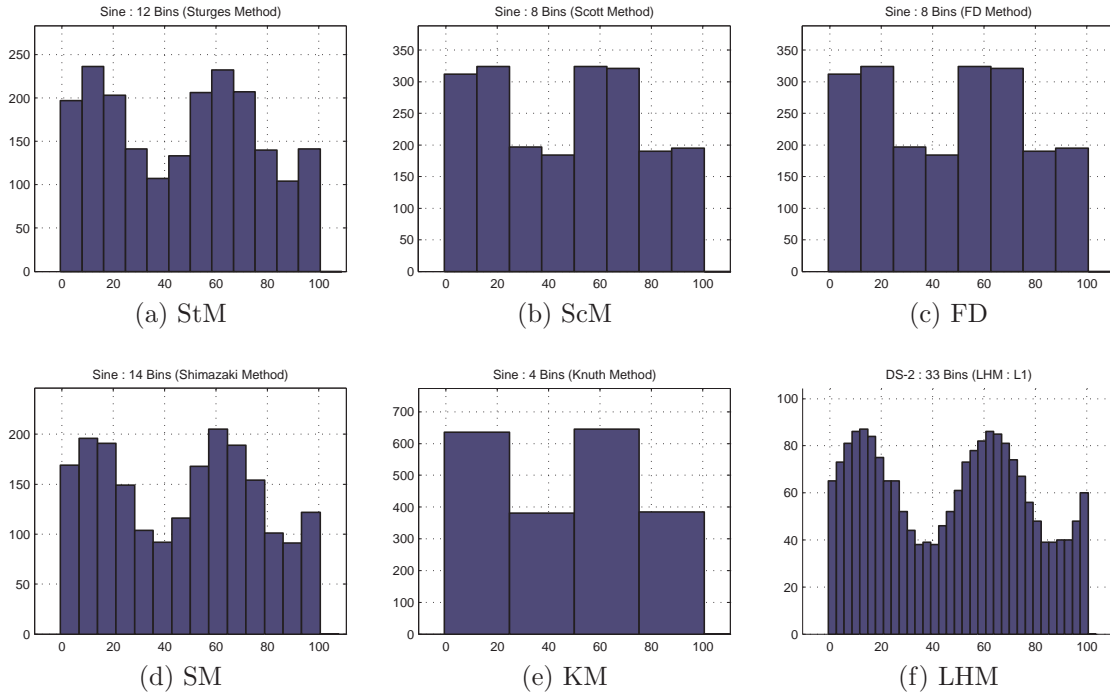 Sine : 12 Bins (Sturges Method)
250
200
150
100
50
0
0 20 40 60 80 100
(a) StM
Sine : 8 Bins (Scott Method)
350
300
250
200
150
100
50
0
0 20 40 60 80 100
(b) ScM
Sine : 8 Bins (FD Method)
350
300
250
200
150
100
50
0
0 20 40 60 80 100
(c) FD
Sine : 14 Bins (Shimazaki Method)
200
150
100
50
0
0 20 40 60 80 100
(d) SM
Sine : 4 Bins (Knuth Method)
700
600
500
400
300
200
100
0
0 20 40 60 80 100
(e) KM
DS-2 : 33 Bins (LHM : L1)
100
80
60
40
20
0
0 20 40 60 80 100
(f) LHM